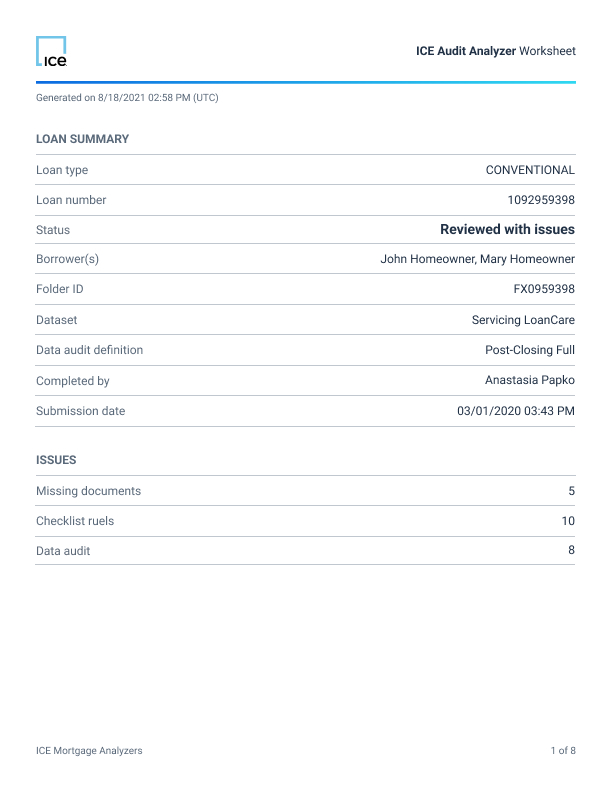 ice
ICE Audit Analyzer Worksheet
Generated on 8/18/2021 02:58 PM (UTC)
LOAN SUMMARY
Loan type CONVENTIONAL
Loan number 1092959398
Status Reviewed with issues
Borrower(s) John Homeowner, Mary Homeowner
Folder ID FX0959398
Dataset Servicing LoanCare
Data audit definition Post-Closing Full
Completed by Anastasia Papko
Submission date 03/01/2020 03:43 PM
ISSUES
Missing documents 5
Checklist ruels 10
Data audit 8
ICE Mortgage Analyzers 1 of 8